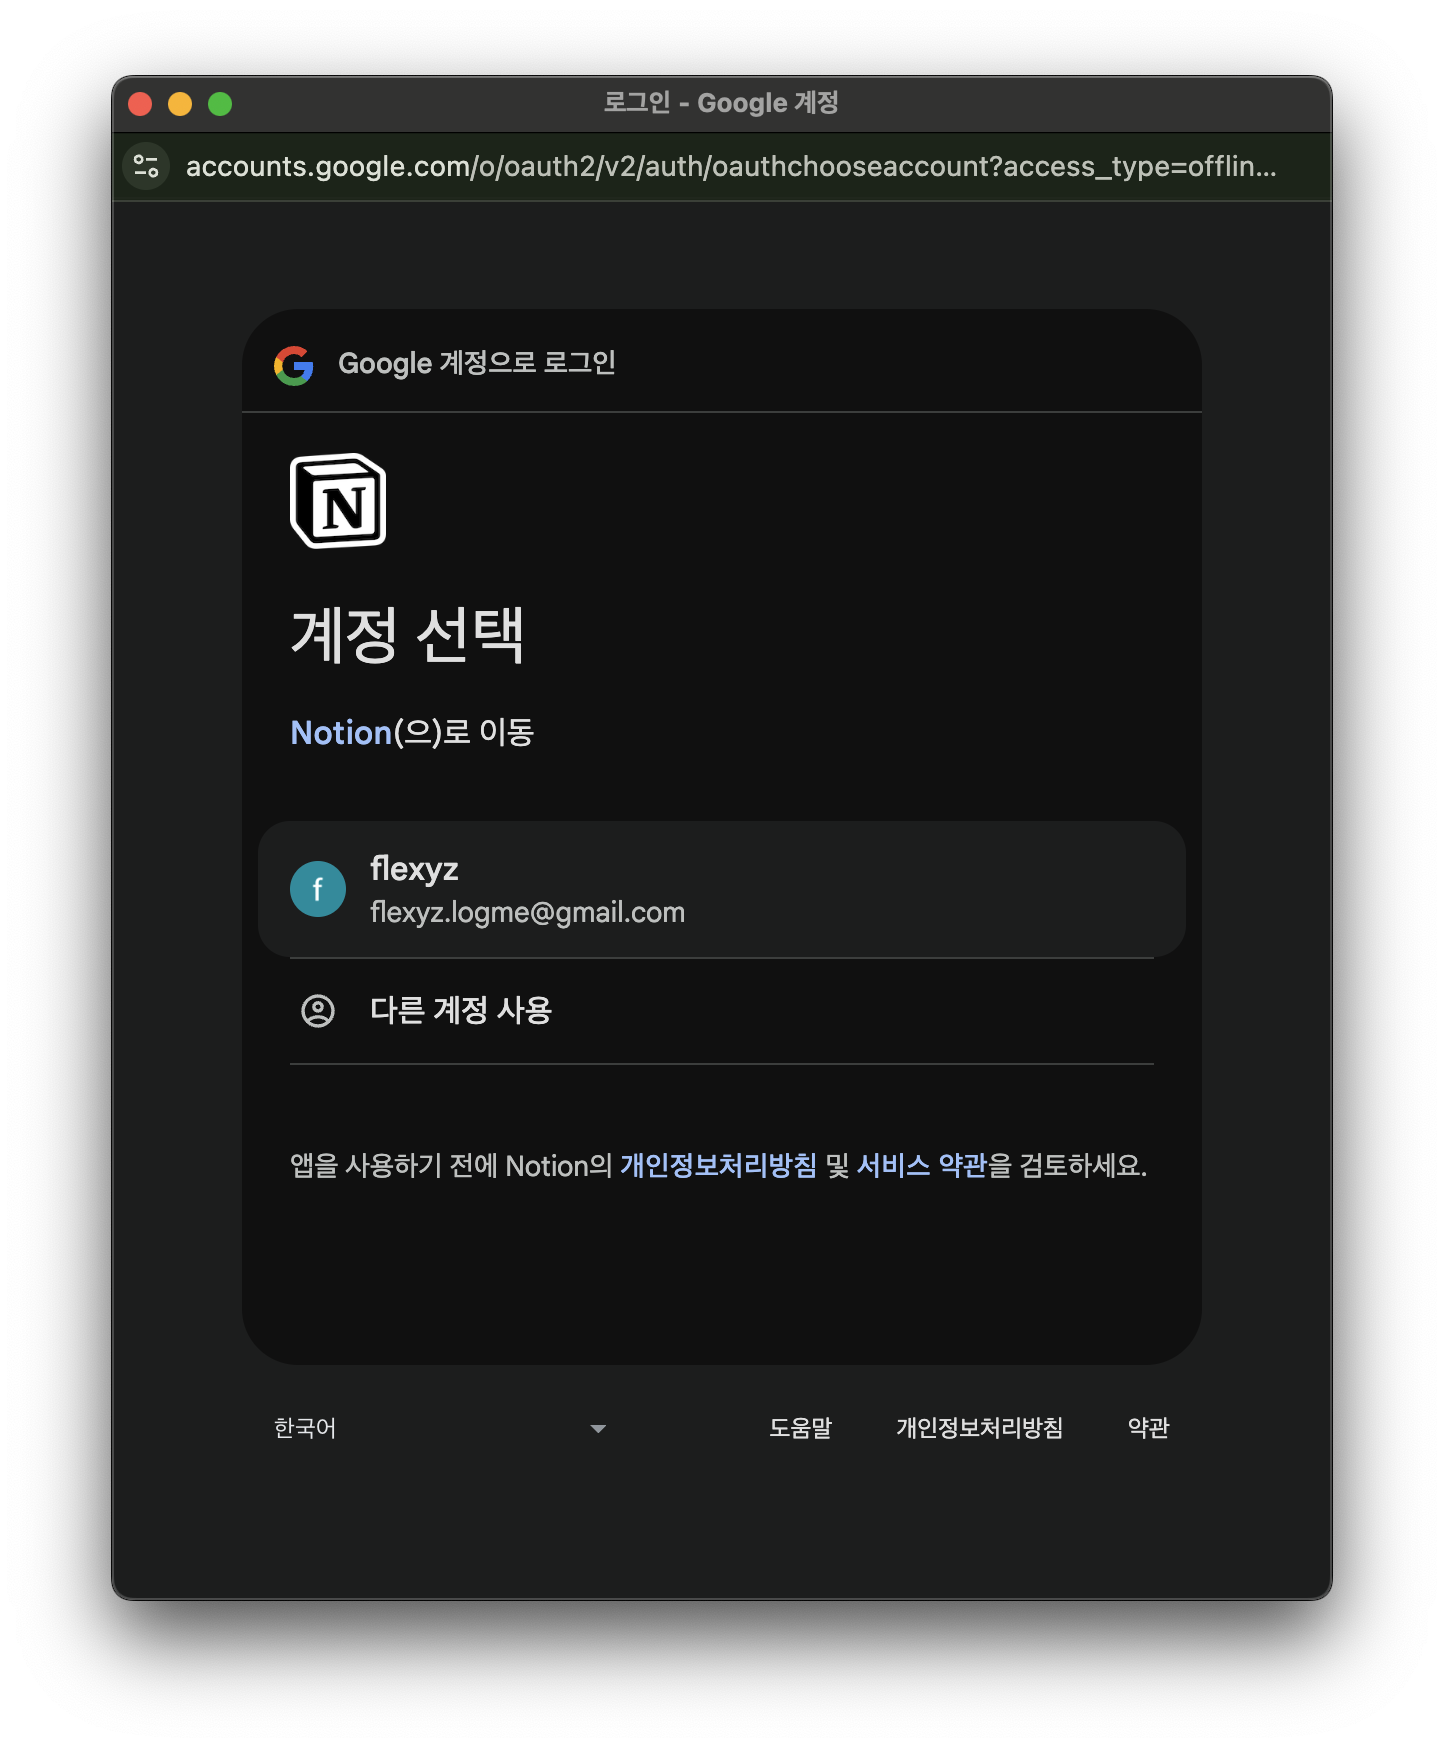 로그인 - Google 계정
accounts.google.com/o/oauth2/v2/auth/oauthchooseaccount?access_type=offlin...
Google 계정으로 로그인
N
계정 선택
Notion(으)로 이동
f
flexyz
flexyz.logme@gmail.com
다른 계정 사용
앱을 사용하기 전에 Notion의 개인정보처리방침 및 서비스 약관을 검토하세요.
한국어 도움말 개인정보처리방침 약관